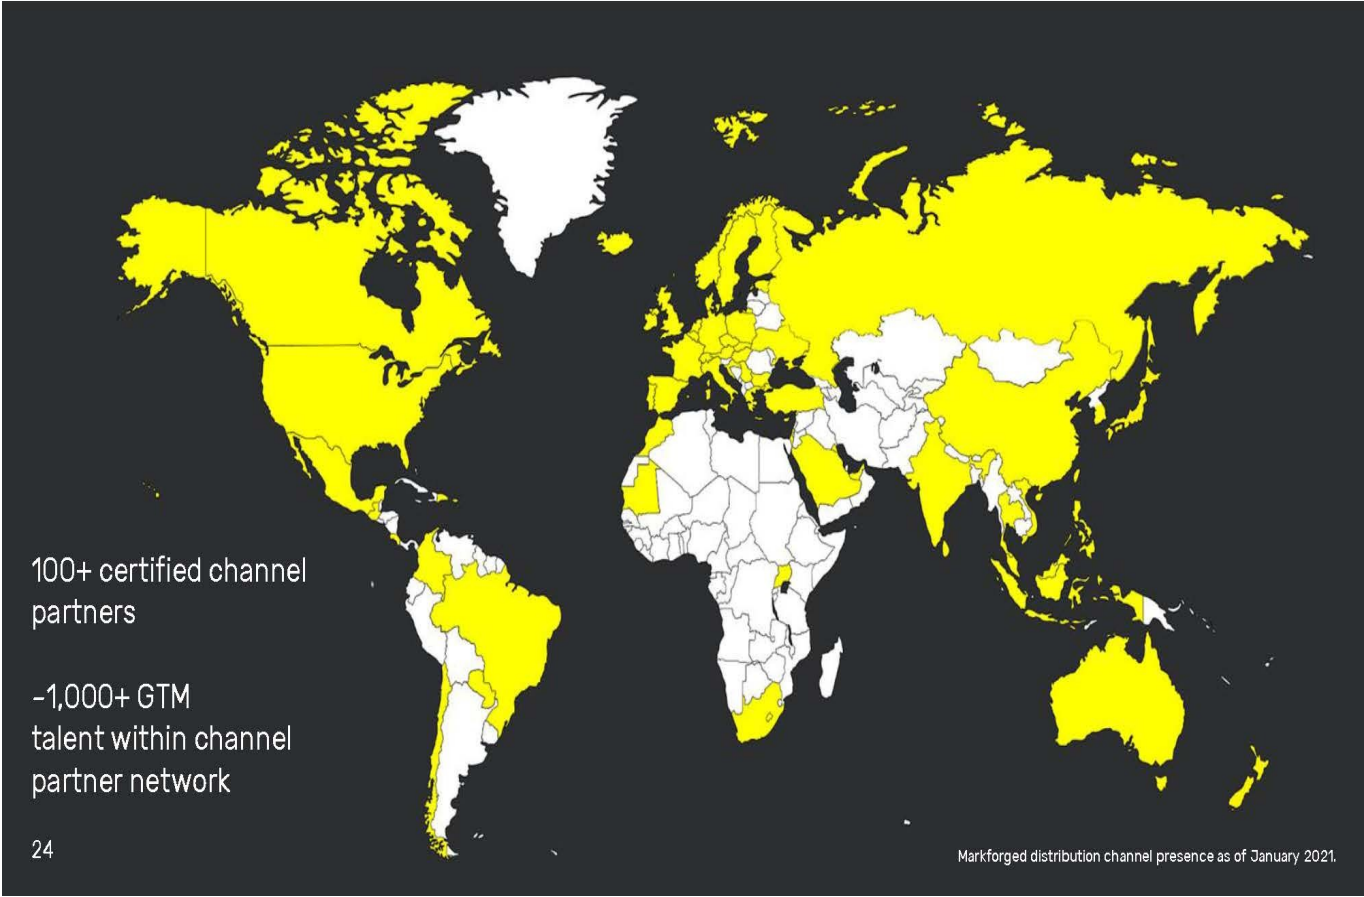 100+ certified channel
partners
~1,000+ GTM
talent within channel
partner network
24
Markforged distribution channel presence as of January 2021.